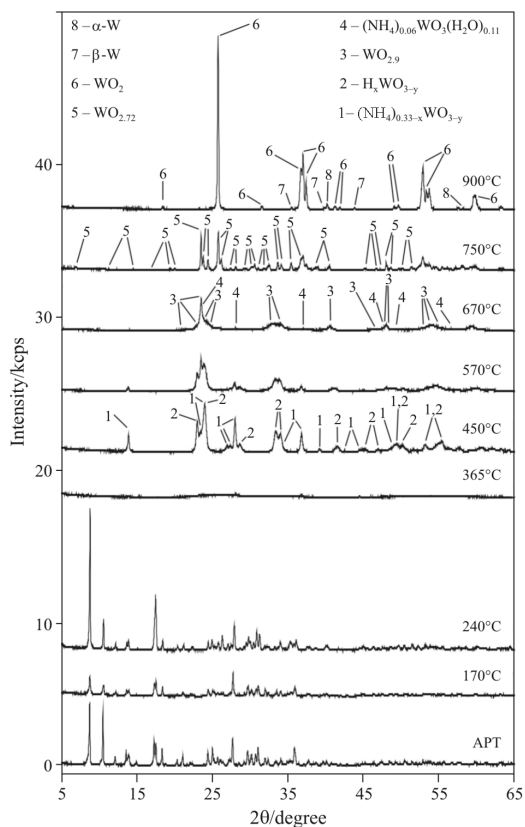 8 – α-W
7 – β-W
6 – WO2
5 – WO2.72
4 – (NH4)0.06WO3(H2O)0.11
3 – WO2.9
2 – HxWO3–y
1– (NH4)0.33–xWO3–y
6
40
6 6 6 6 7 7 8 6 7 6 6 8 6
900°C
5 5 5 5 5 5 5 5 5 5 5 5 5 5
750°C
3 4 3 4 3 4 3 3 4 3 4 3 4
670°C
30
570°C
1 2 1 2 1 2 2 1 1 2 1 2 1 1,2 2 1,2
450°C
20
365°C
240°C
10
170°C
APT
0
5 15 25 35 45 55 65
2θ/degree
Intensity/kcps